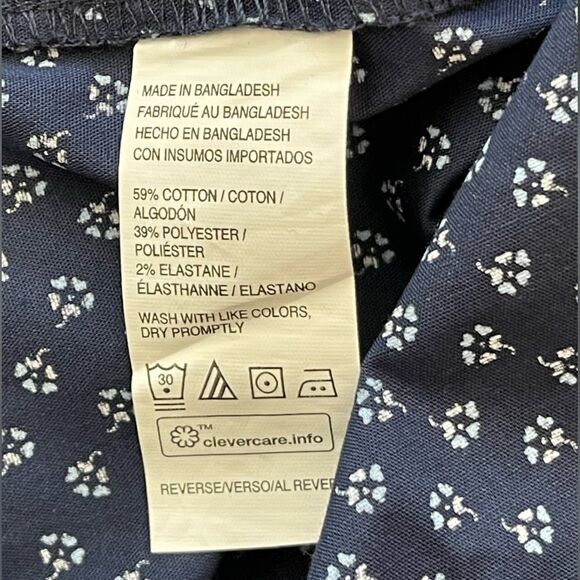 MADE IN BANGLADESH
FABRIQUÉ AU BANGLADESH
HECHO EN BANGLADESH
CON INSUMOS IMPORTADOS
59% COTTON / COTON /
ALGODÓN
39% POLYESTER /
POLIÉSTER
2% ELASTANE /
ÉLASTHANNE / ELASTANO
WASH WITH LIKE COLORS,
DRY PROMPTLY
30
™ clevercare.info
REVERSE/VERSO/AL